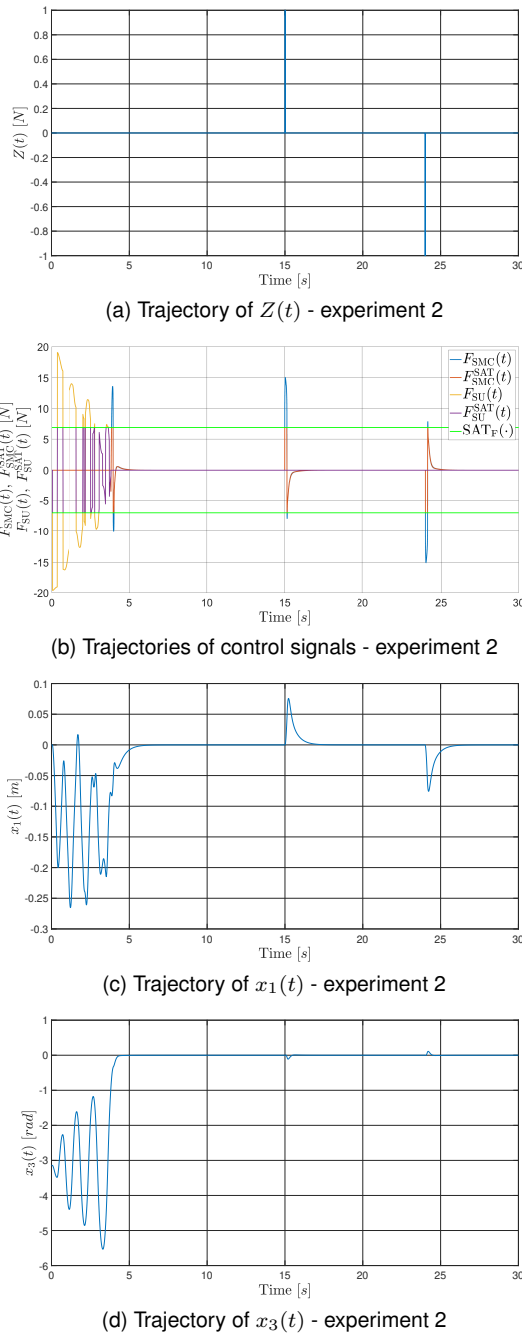 1
0.8
0.6
0.4
0.2
0
-0.2
-0.4
-0.6
-0.8
-1
Z(t) [N]
0 5 10 15 20 25 30
Time [s]
(a) Trajectory of Z(t) - experiment 2
20
15
10
5
0
-5
-10
-15
-20
F_SMC(t), F_SMC^SAT(t) [N]
F_SU(t), F_SU^SAT(t) [N]
F_SMC(t)
F_SMC^SAT(t)
F_SU(t)
F_SU^SAT(t)
SAT_F(·)
0 5 10 15 20 25 30
Time [s]
(b) Trajectories of control signals - experiment 2
0.1
0.05
0
-0.05
-0.1
-0.15
-0.2
-0.25
-0.3
x_1(t) [m]
0 5 10 15 20 25 30
Time [s]
(c) Trajectory of x_1(t) - experiment 2
0
-1
-2
-3
-4
-5
-6
x_3(t) [rad]
0 5 10 15 20 25 30
Time [s]
(d) Trajectory of x_3(t) - experiment 2